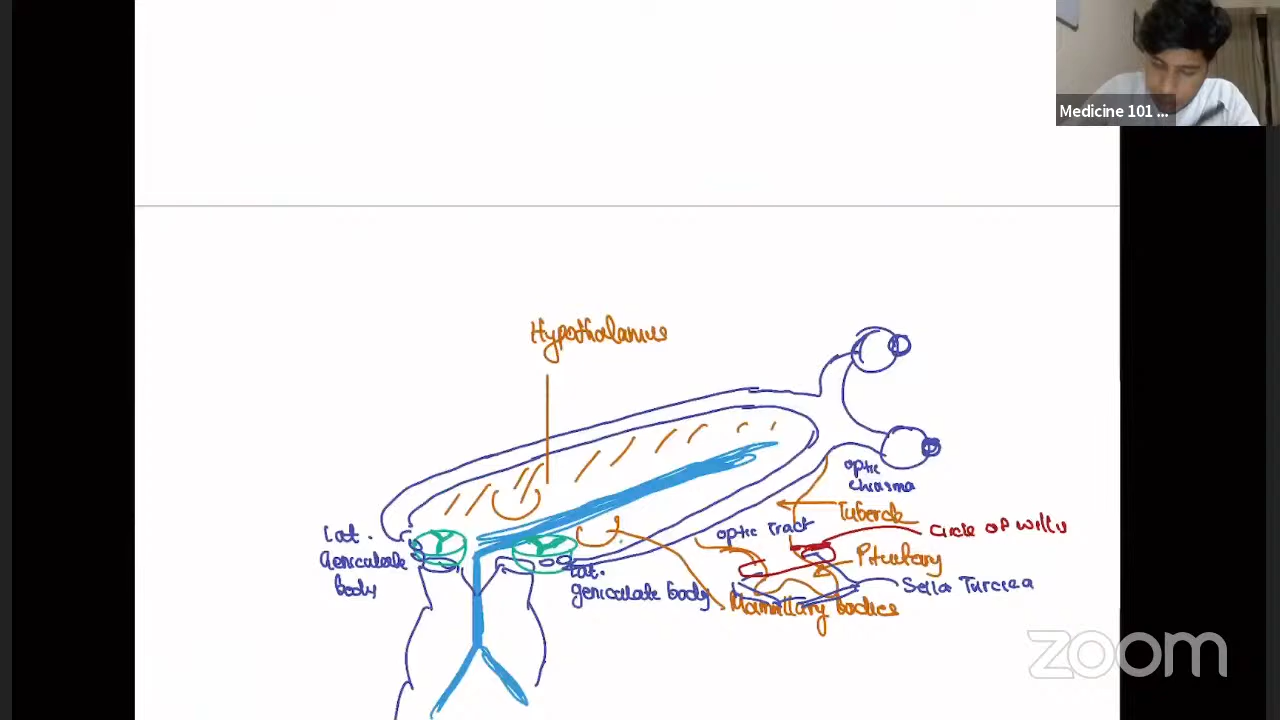 Medicine 101 ...
Hypothalamus
optic
chiasma
Tubercle
optic Tract
Circle of Willis
Pituitary
Sella Turcica
Lat.
Geniculate
body
Lat.
geniculate body
Mammillary bodies
zoom